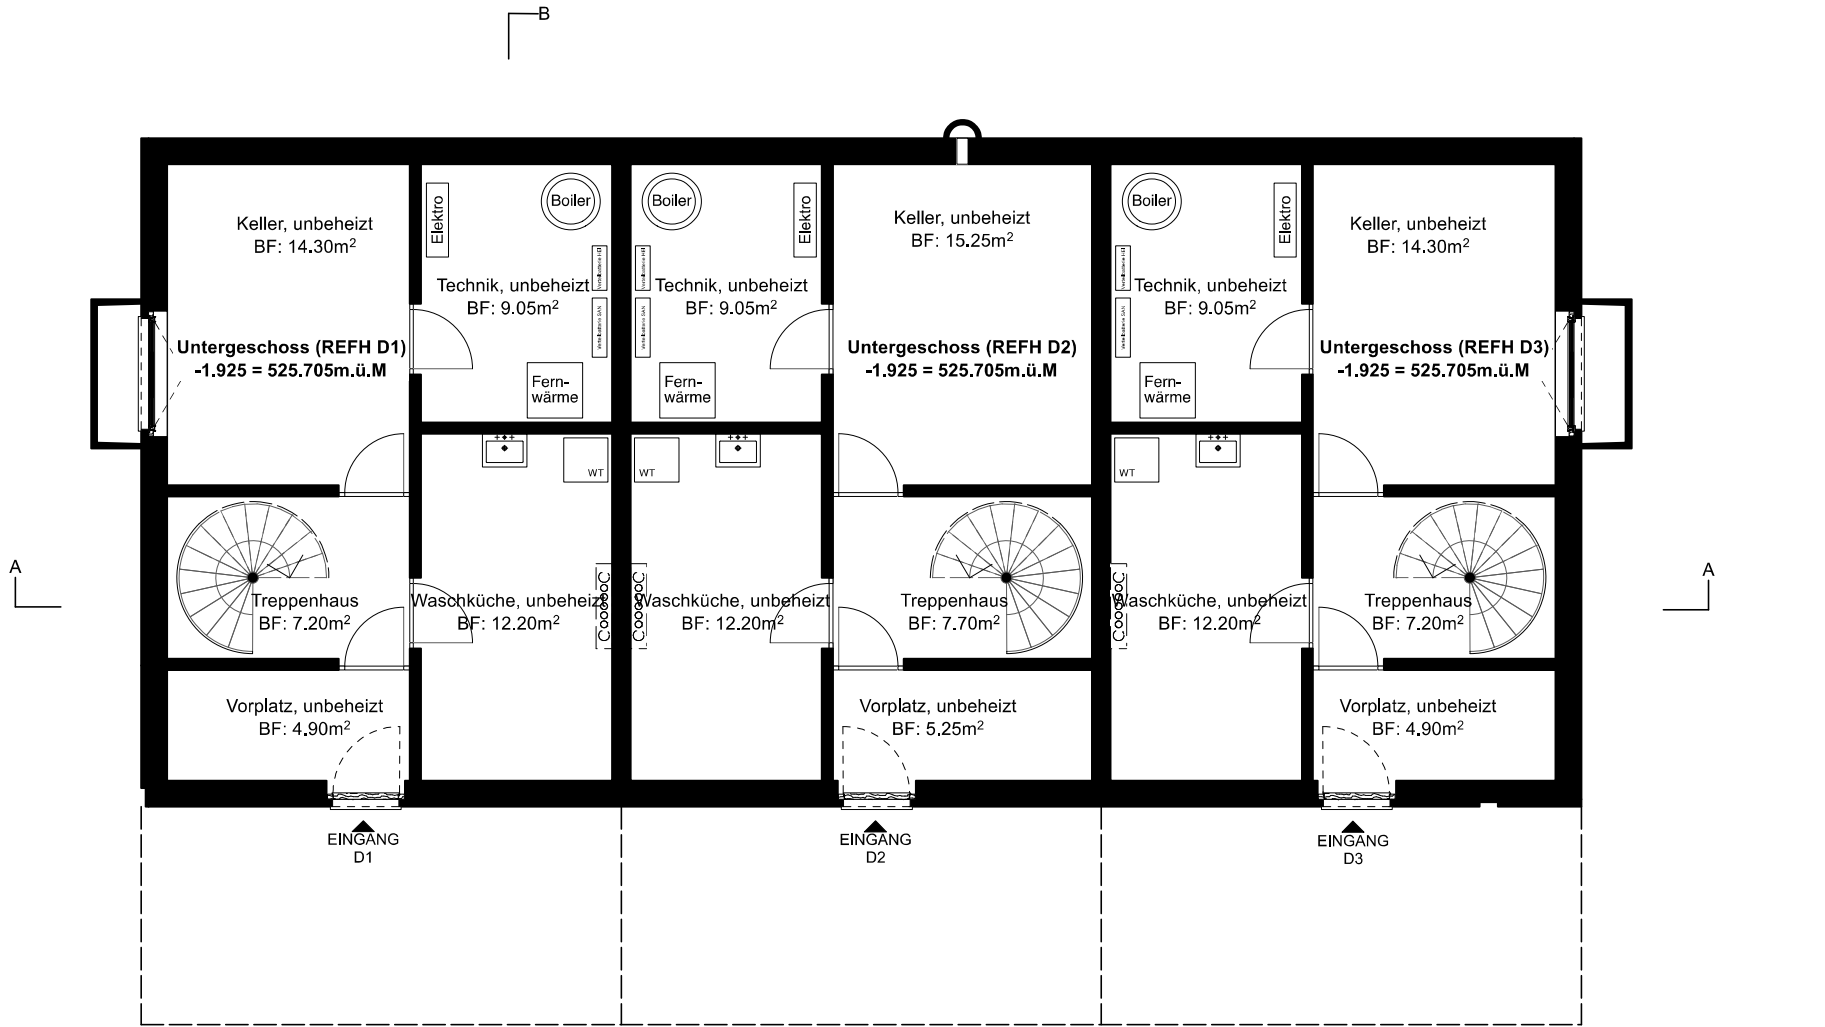 B
Keller, unbeheizt
BF: 14.30m²
Elektro
Boiler
Technik, unbeheizt
BF: 9.05m²
Verteilbatterie SAN
Fern-
wärme
Untergeschoss (REFH D1)
-1.925 = 525.705m.ü.M
Boiler
Elektro
Technik, unbeheizt
BF: 9.05m²
Verteilbatterie SAN
Fern-
wärme
Keller, unbeheizt
BF: 15.25m²
Untergeschoss (REFH D2)
-1.925 = 525.705m.ü.M
Boiler
Elektro
Technik, unbeheizt
BF: 9.05m²
Verteilbatterie SAN
Fern-
wärme
Keller, unbeheizt
BF: 14.30m²
Untergeschoss (REFH D3)
-1.925 = 525.705m.ü.M
WT
WT
WT
A
A
Treppenhaus
BF: 7.20m²
Waschküche, unbeheizt
BF: 12.20m²
Waschküche, unbeheizt
BF: 12.20m²
Treppenhaus
BF: 7.70m²
Waschküche, unbeheizt
BF: 12.20m²
Treppenhaus
BF: 7.20m²
Vorplatz, unbeheizt
BF: 4.90m²
Vorplatz, unbeheizt
BF: 5.25m²
Vorplatz, unbeheizt
BF: 4.90m²
EINGANG
D1
EINGANG
D2
EINGANG
D3